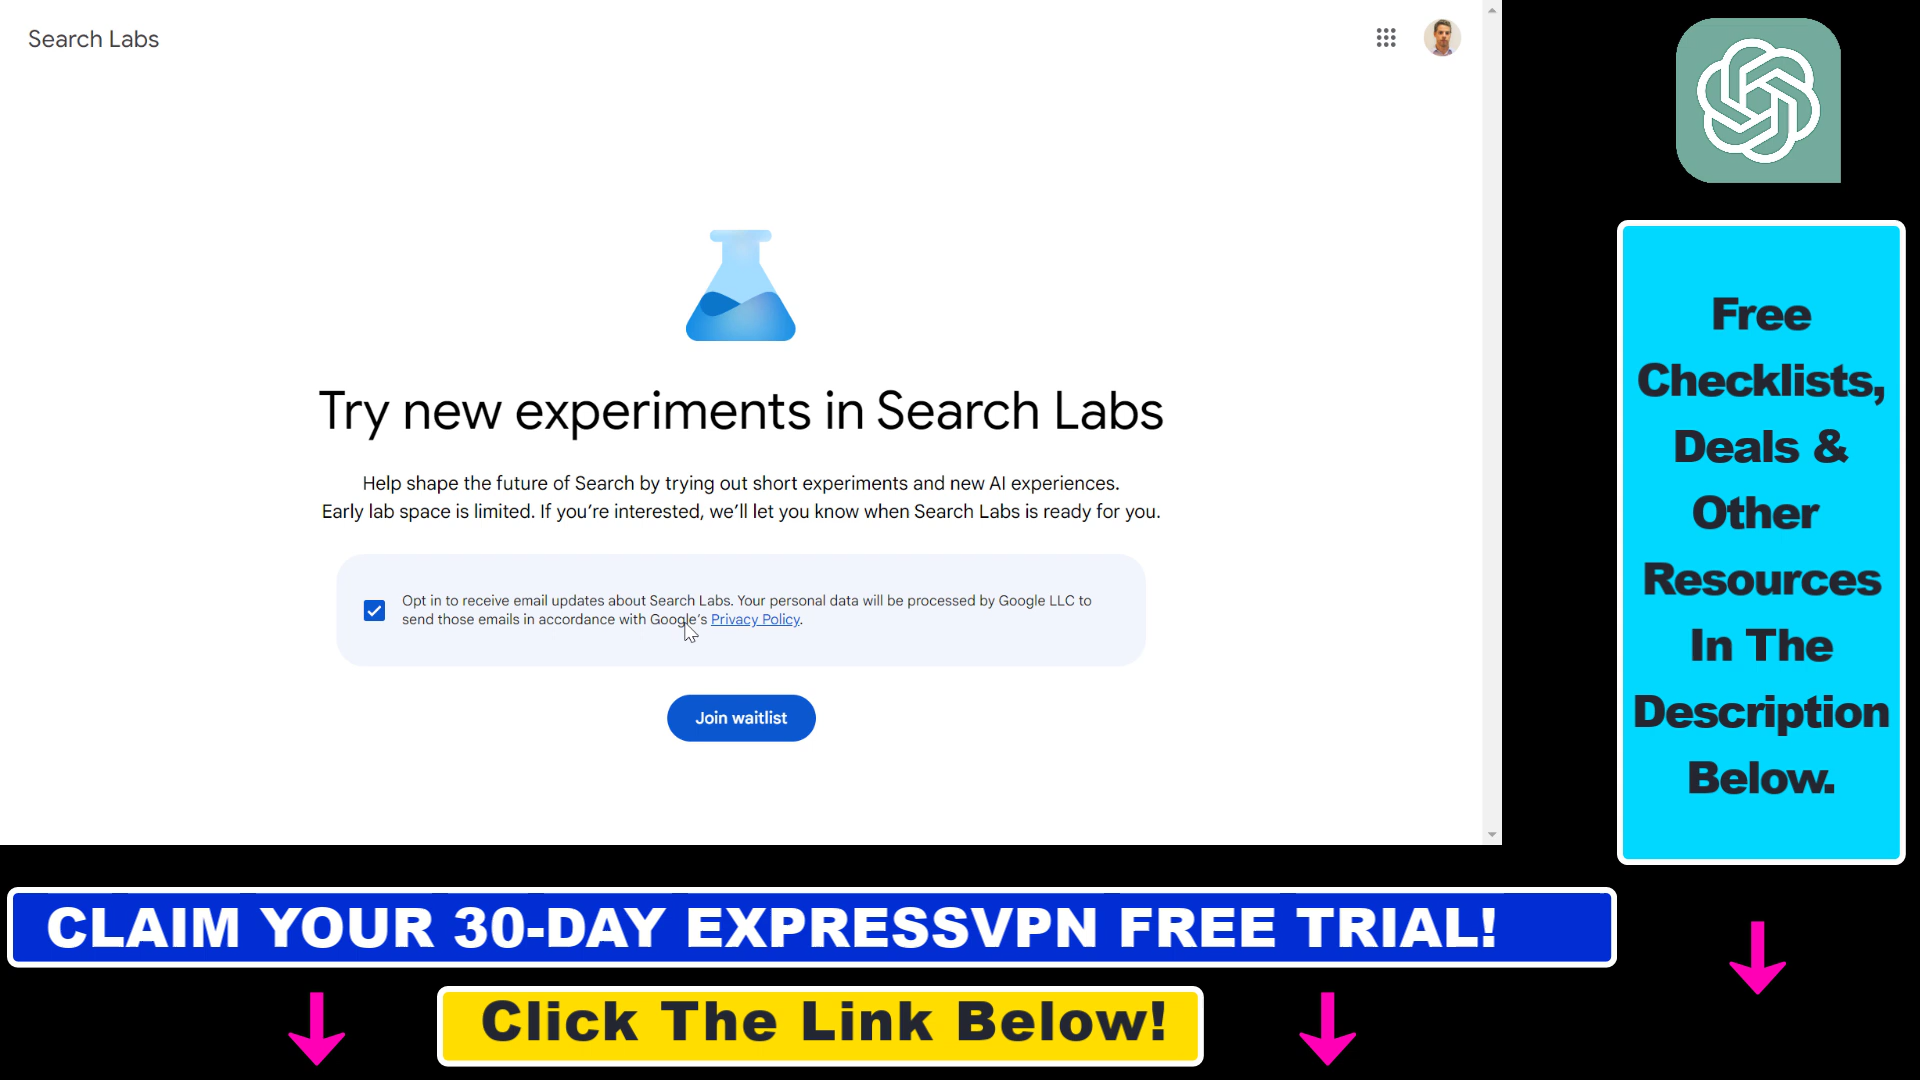 Search Labs
Try new experiments in Search Labs
Help shape the future of Search by trying out short experiments and new AI experiences.
Early lab space is limited. If you’re interested, we’ll let you know when Search Labs is ready for you.
Opt in to receive email updates about Search Labs. Your personal data will be processed by Google LLC to
send those emails in accordance with Google’s Privacy Policy.
Join waitlist
Free
Checklists,
Deals &
Other
Resources
In The
Description
Below.
CLAIM YOUR 30-DAY EXPRESSVPN FREE TRIAL!
Click The Link Below!